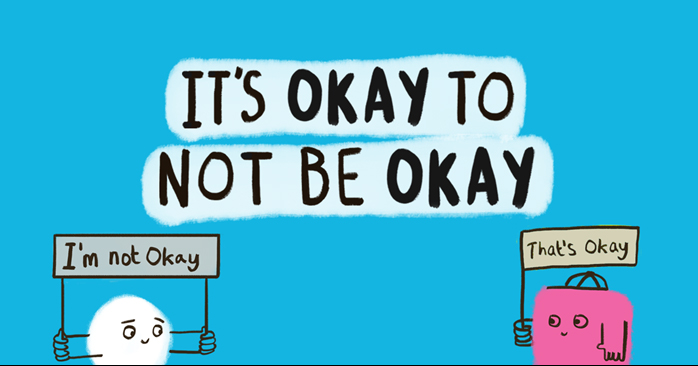 IT'S OKAY TO
NOT BE OKAY
I'm not Okay
That's Okay